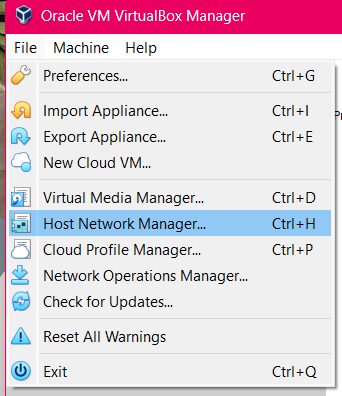 Oracle VM VirtualBox Manager
File Machine Help
Preferences... Ctrl+G
Import Appliance... Ctrl+I
Export Appliance... Ctrl+E
New Cloud VM...
Virtual Media Manager... Ctrl+D
Host Network Manager... Ctrl+H
Cloud Profile Manager... Ctrl+P
Network Operations Manager...
Check for Updates...
Reset All Warnings
Exit Ctrl+Q